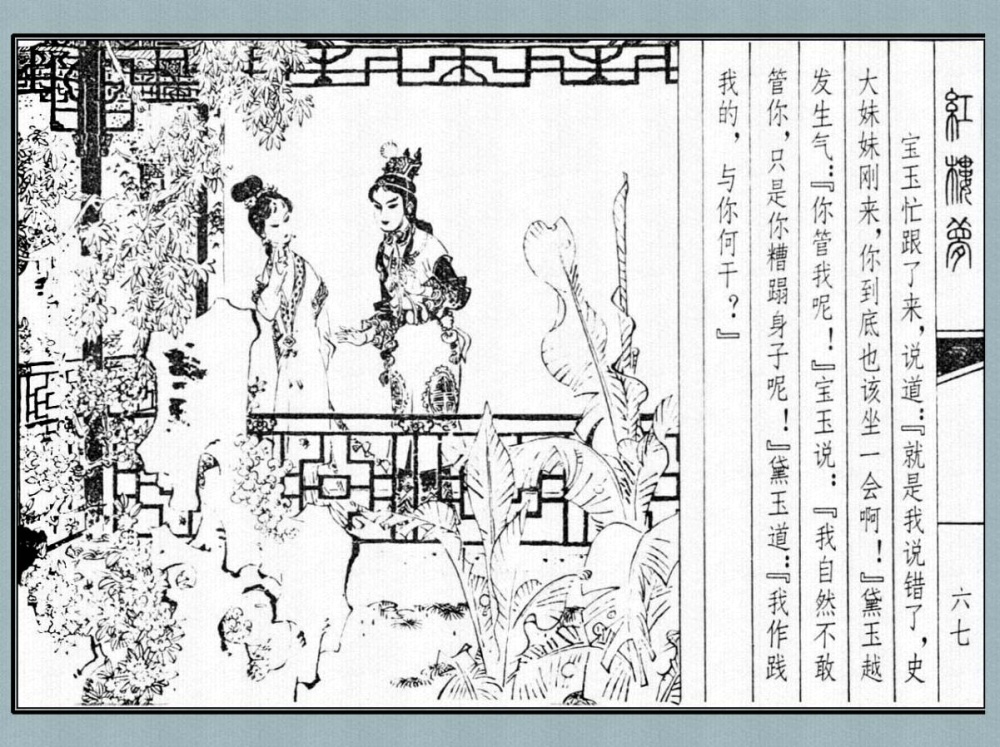 紅樓夢
六七
宝玉忙跟了来，说道：『就是我说错了，史
大妹妹刚来，你到底也该坐一会啊！』黛玉越
发生气：『你管我呢！』宝玉说：『我自然不敢
管你，只是你糟蹋身子呢！』黛玉道：『我作践
我的，与你何干？』